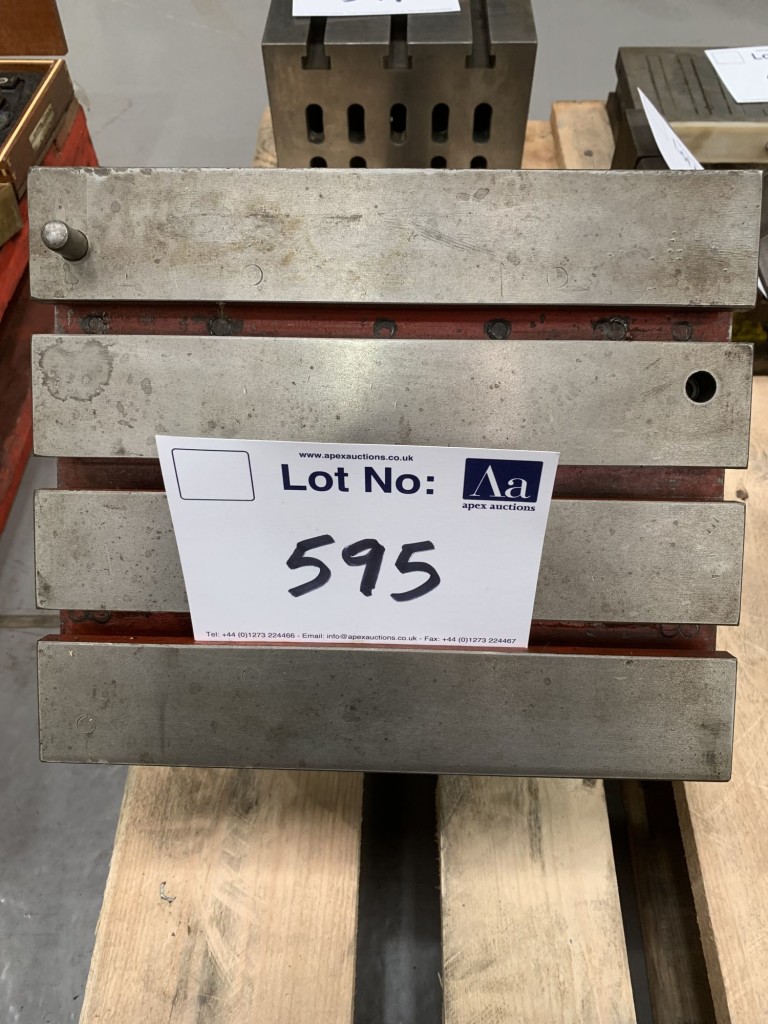 www.apexauctions.co.uk
Lot No:
Aa
apex auctions
595
Tel: +44 (0)1273 224466 - Email: info@apexauctions.co.uk - Fax: +44 (0)1273 224467
Lo